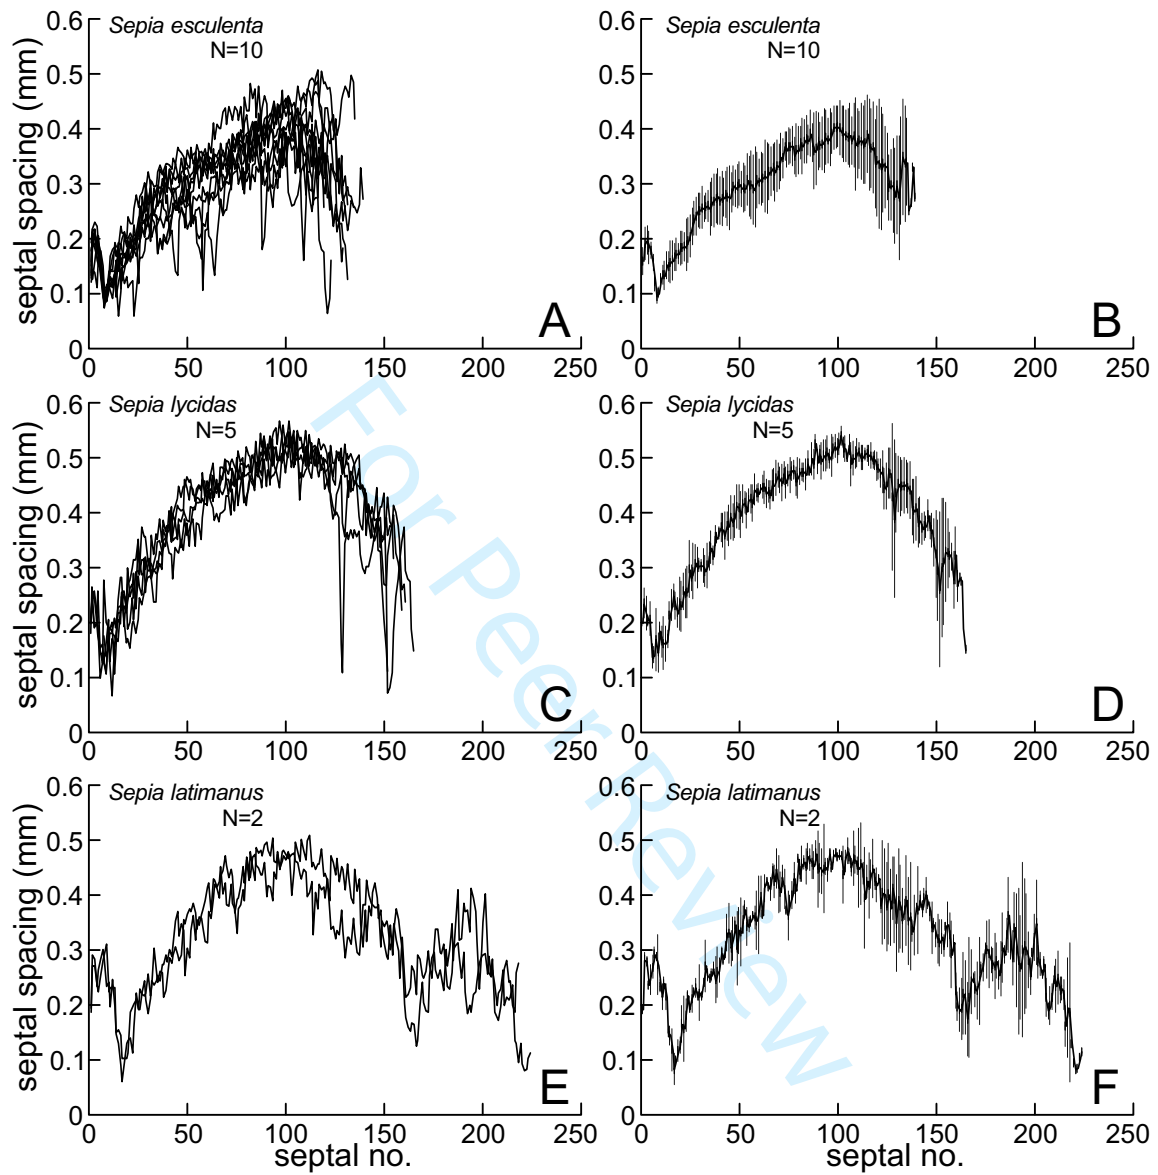 0.6
0.5
0.4
0.3
0.2
0.1
0
septal spacing (mm)
Sepia esculenta
N=10
A
0 50 100 150 200 250
0.6
0.5
0.4
0.3
0.2
0.1
0
Sepia esculenta
N=10
B
0 50 100 150 200 250
0.6
0.5
0.4
0.3
0.2
0.1
0
septal spacing (mm)
Sepia lycidas
N=5
C
0 50 100 150 200 250
0.6
0.5
0.4
0.3
0.2
0.1
0
Sepia lycidas
N=5
D
0 50 100 150 200 250
0.6
0.5
0.4
0.3
0.2
0.1
0
septal spacing (mm)
Sepia latimanus
N=2
E
0 50 100 150 200 250
septal no.
0.6
0.5
0.4
0.3
0.2
0.1
0
Sepia latimanus
N=2
F
0 50 100 150 200 250
septal no.
For Peer Review